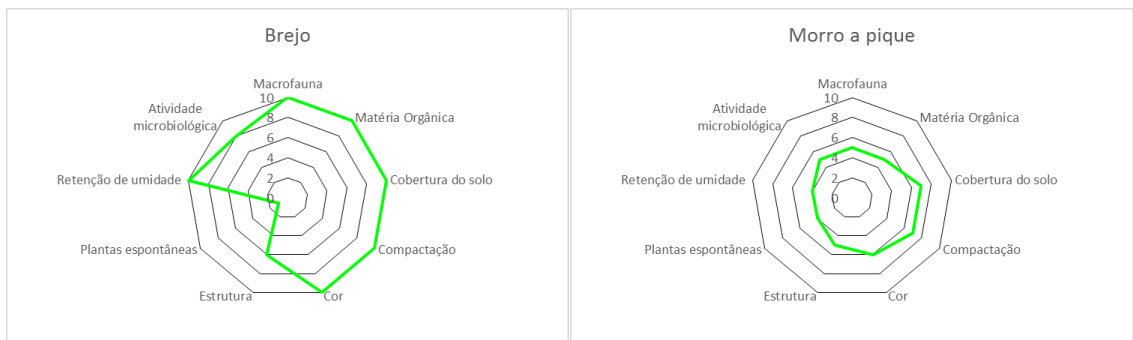 Brejo
Macrofauna
10
8
6
4
2
0
Matéria Orgânica
Cobertura do solo
Compactação
Cor
Estrutura
Plantas espontâneas
Retenção de umidade
Atividade
microbiológica
Morro a pique
Macrofauna
10
8
6
4
2
0
Matéria Orgânica
Cobertura do solo
Compactação
Cor
Estrutura
Plantas espontâneas
Retenção de umidade
Atividade
microbiológica